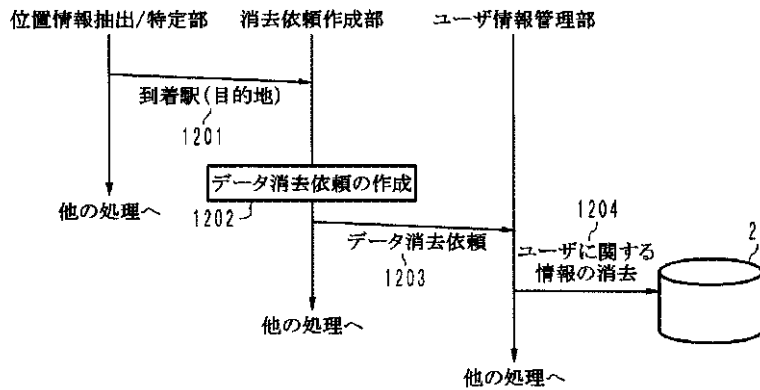 位置情報抽出/特定部 消去依頼作成部 ユーザ情報管理部
到着駅(目的地)
1201
データ消去依頼の作成
他の処理へ
1202
1204
データ消去依頼
ユーザに関する
情報の消去
2
1203
他の処理へ
他の処理へ